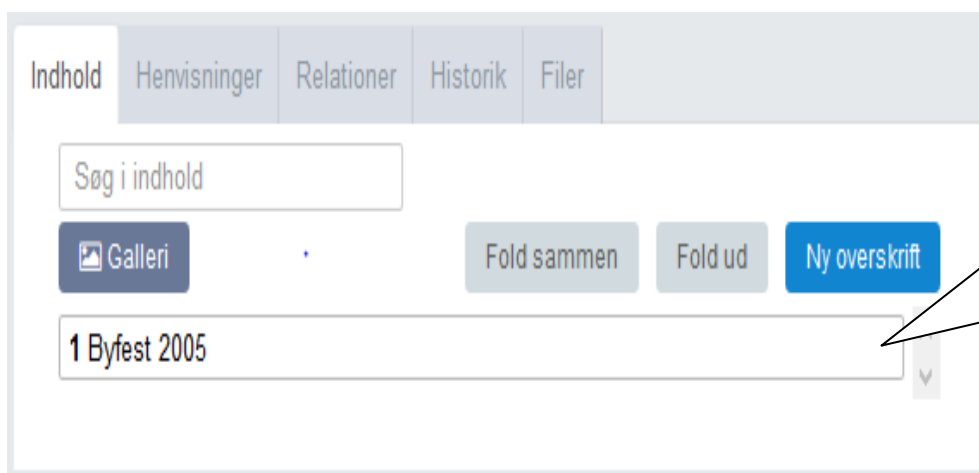 Indhold Henvisninger Relationer Historik Filer
Søg i indhold
Galleri Fold sammen Fold ud Ny overskrift
1 Byfest 2005